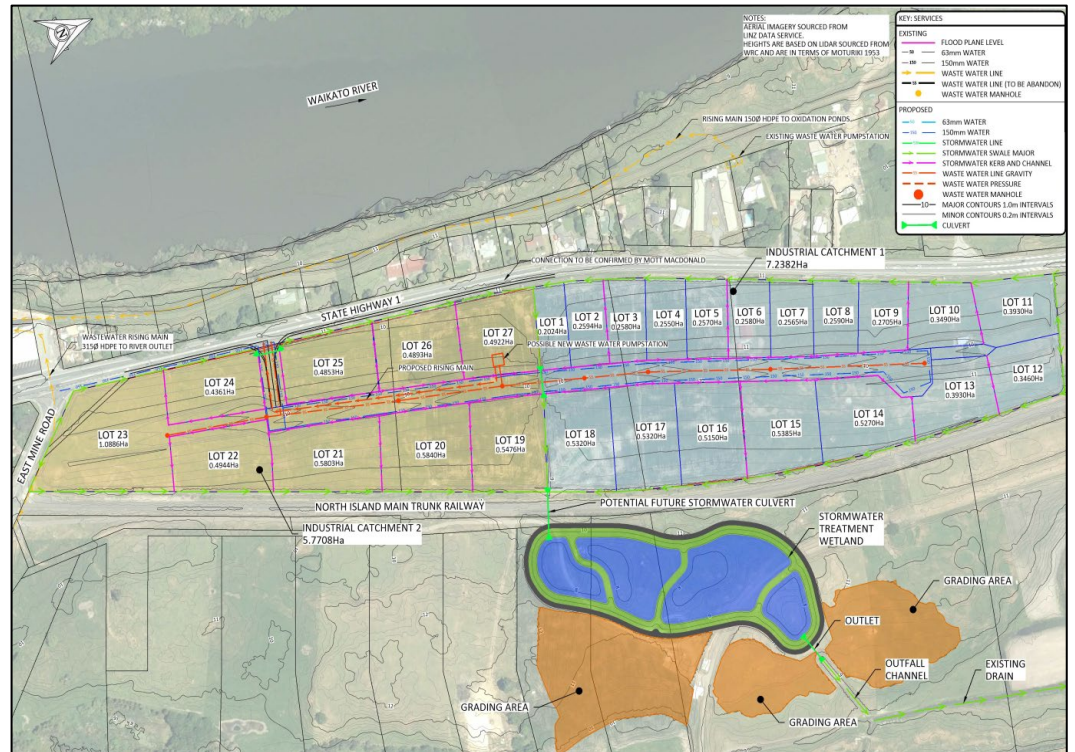 NOTES:
AERIAL IMAGERY SOURCED FROM
LINZ DATA SERVICE.
HEIGHTS ARE BASED ON LIDAR SOURCED FROM
WRC AND ARE IN TERMS OF MOTURIKI 1953
KEY: SERVICES
EXISTING
FLOOD PLANE LEVEL
63mm WATER
150mm WATER
WASTE WATER LINE
WASTE WATER LINE (TO BE ABANDON)
WASTE WATER MANHOLE
PROPOSED
63mm WATER
150mm WATER
STORMWATER LINE
STORMWATER SWALE MAJOR
STORMWATER KERB AND CHANNEL
WASTE WATER LINE GRAVITY
WASTE WATER PRESSURE
WASTE WATER MANHOLE
10 MAJOR CONTOURS 1.0m INTERVALS
MINOR CONTOURS 0.2m INTERVALS
CULVERT
WAIKATO RIVER
RISING MAIN 150Ø HDPE TO OXIDATION PONDS
EXISTING WASTE WATER PUMPSTATION
INDUSTRIAL CATCHMENT 1
7.2382Ha
CONNECTION TO BE CONFIRMED BY MOTT MACDONALD
STATE HIGHWAY 1
WASTEWATER RISING MAIN
315Ø HDPE TO RIVER OUTLET
LOT 1
0.2024Ha
LOT 2
0.2594Ha
LOT 3
0.2580Ha
LOT 4
0.2550Ha
LOT 5
0.2570Ha
LOT 6
0.2580Ha
LOT 7
0.2565Ha
LOT 8
0.2590Ha
LOT 9
0.2705Ha
LOT 10
0.3490Ha
LOT 11
0.3930Ha
LOT 27
0.4922Ha
LOT 26
0.4893Ha
LOT 25
0.4853Ha
LOT 24
0.4361Ha
POSSIBLE NEW WASTE WATER PUMPSTATION
PROPOSED RISING MAIN
LOT 12
0.3460Ha
LOT 13
0.3930Ha
LOT 14
0.5270Ha
LOT 15
0.5385Ha
LOT 16
0.5150Ha
LOT 17
0.5320Ha
LOT 18
0.5320Ha
LOT 19
0.5476Ha
LOT 20
0.5840Ha
LOT 21
0.5803Ha
LOT 22
0.4944Ha
LOT 23
1.0886Ha
EAST MINE ROAD
NORTH ISLAND MAIN TRUNK RAILWAY
POTENTIAL FUTURE STORMWATER CULVERT
INDUSTRIAL CATCHMENT 2
5.7708Ha
STORMWATER
TREATMENT
WETLAND
GRADING AREA
OUTLET
OUTFALL
CHANNEL
EXISTING
DRAIN
GRADING AREA
GRADING AREA